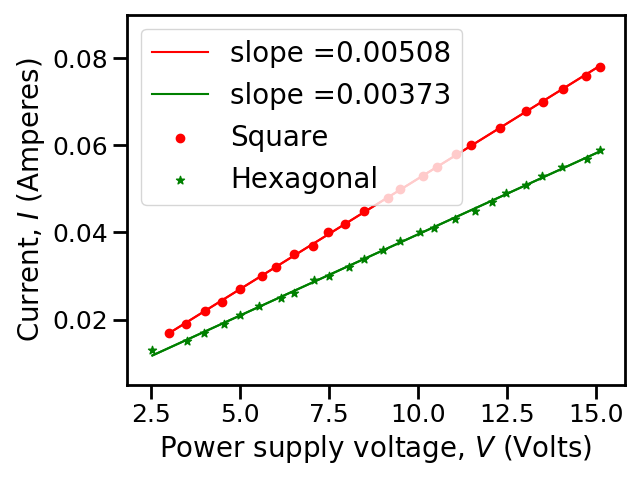 0.08
0.06
0.04
0.02
Current, I (Amperes)
slope =0.00508
slope =0.00373
Square
Hexagonal
2.5 5.0 7.5 10.0 12.5 15.0
Power supply voltage, V (Volts)